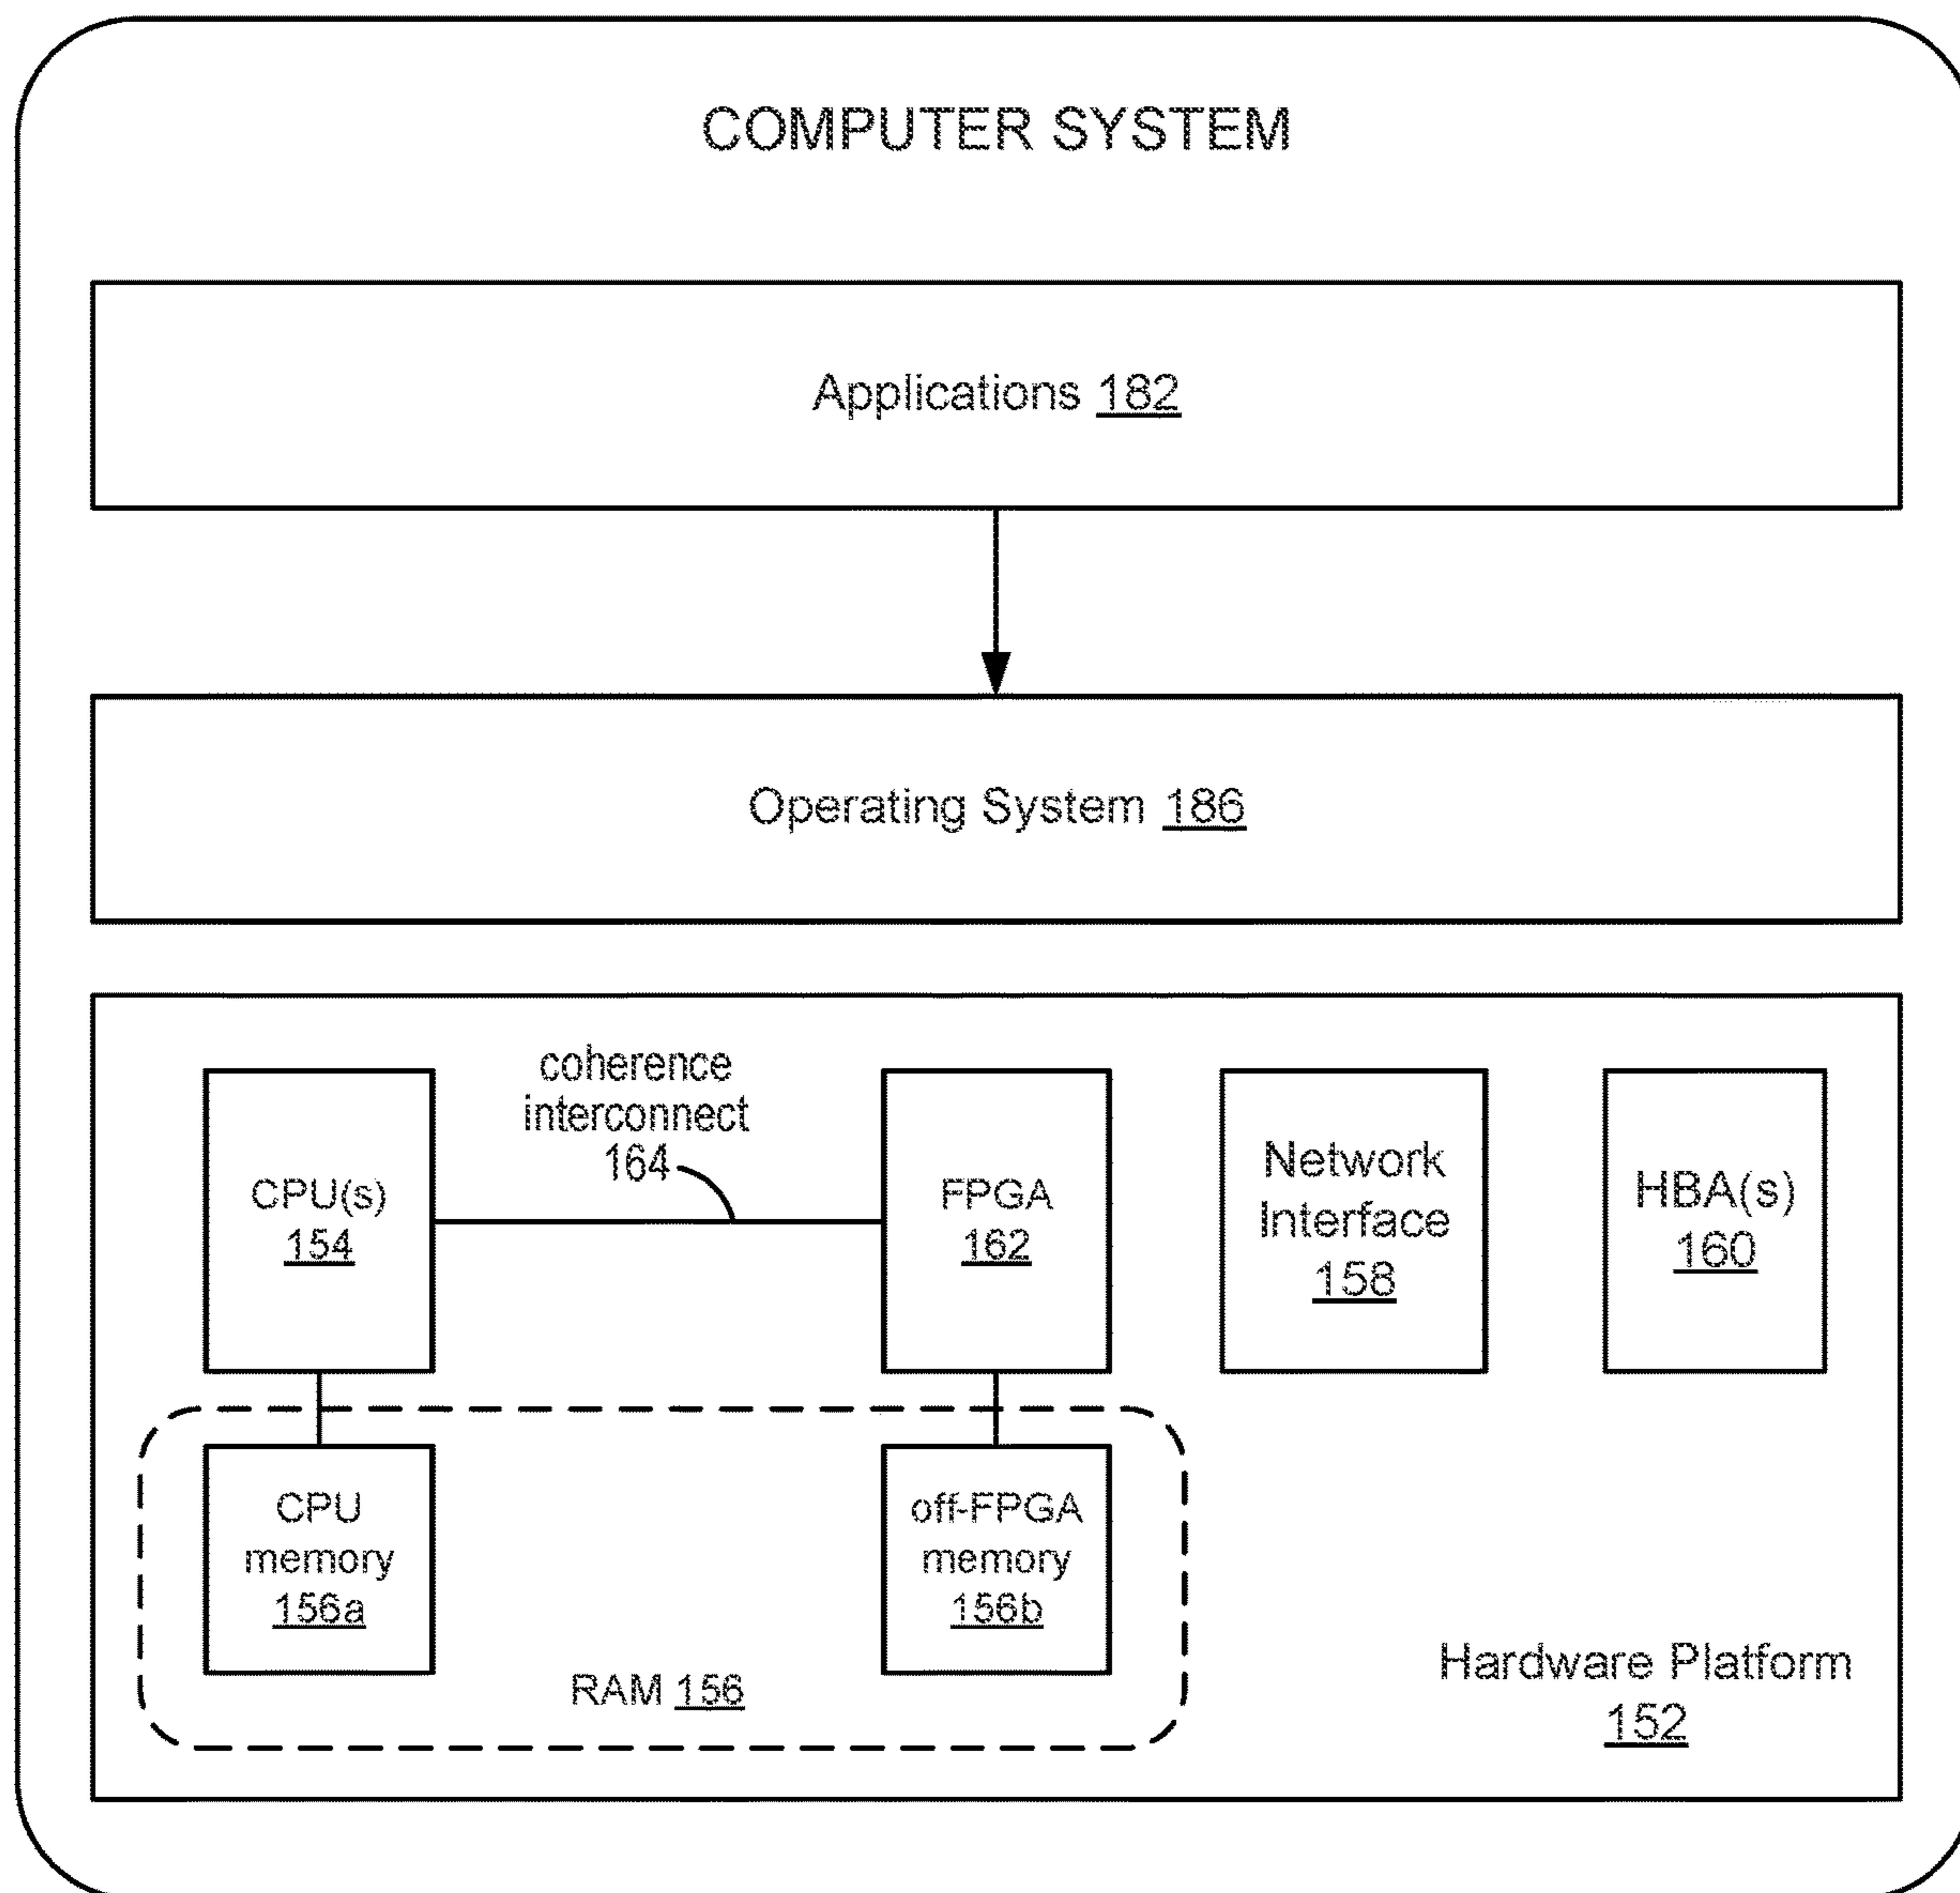 COMPUTER SYSTEM
Applications 182
Operating System 186
coherence
interconnect
164
CPU(s)
154
FPGA
162
Network
Interface
158
HBA(s)
160
CPU
memory
156a
off-FPGA
memory
156b
RAM 156
Hardware Platform
152